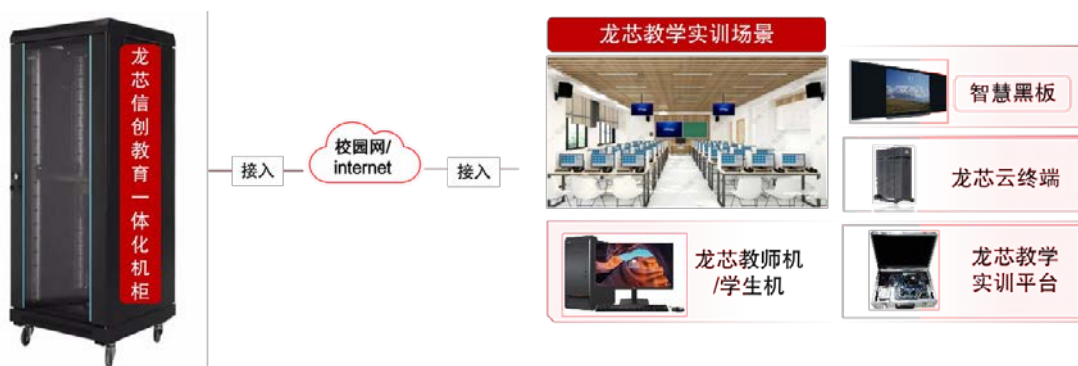 龙芯信创教育一体化机柜
接入
校园网/
internet
接入
龙芯教学实训场景
智慧黑板
龙芯云终端
龙芯教师机
/学生机
龙芯教学
实训平台